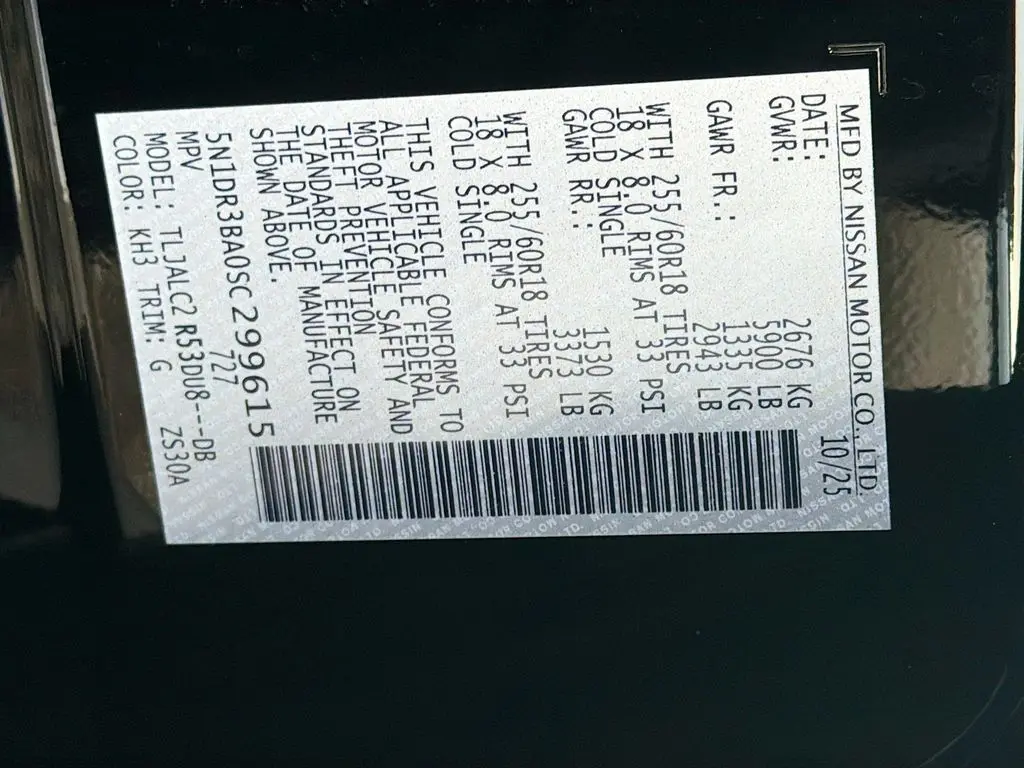 MFD BY NISSAN MOTOR CO., LTD.
DATE: 10/25
GVWR: 2676 KG
5900 LB
GAWR FR.: 1335 KG
2943 LB
WITH 255/60R18 TIRES
18 X 8.0 RIMS AT 33 PSI
COLD SINGLE
GAWR RR.: 1530 KG
3373 LB
WITH 255/60R18 TIRES
18 X 8.0 RIMS AT 33 PSI
COLD SINGLE
THIS VEHICLE CONFORMS TO
ALL APPLICABLE FEDERAL
MOTOR VEHICLE SAFETY AND
THEFT PREVENTION
STANDARDS IN EFFECT ON
THE DATE OF MANUFACTURE
SHOWN ABOVE.
5N1DR3BA0SC299615
MPV 727
MODEL: TLJALC2 R53DU8---DB
COLOR: KH3 TRIM: G ZS30A